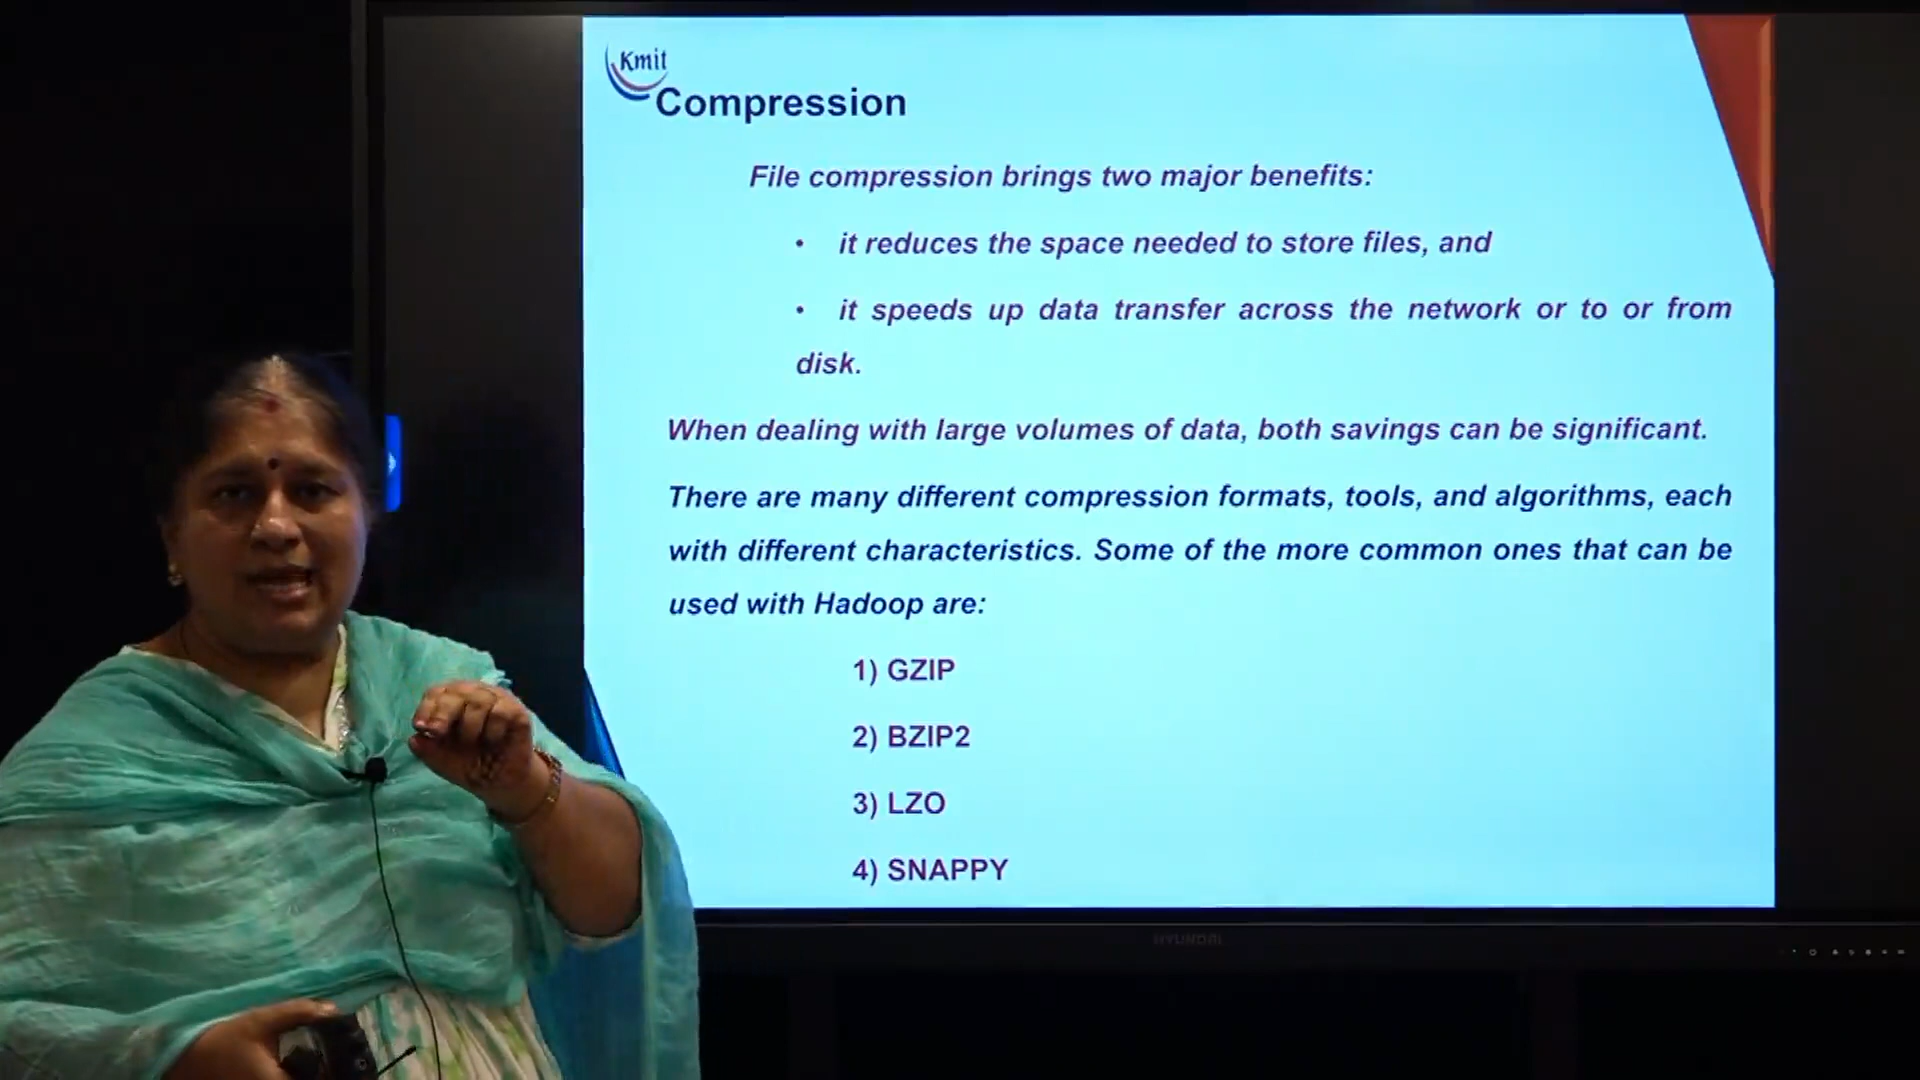 Kmit
Compression
File compression brings two major benefits:
• it reduces the space needed to store files, and
• it speeds up data transfer across the network or to or from
disk.
When dealing with large volumes of data, both savings can be significant.
There are many different compression formats, tools, and algorithms, each
with different characteristics. Some of the more common ones that can be
used with Hadoop are:
1) GZIP
2) BZIP2
3) LZO
4) SNAPPY
HYUNDAI